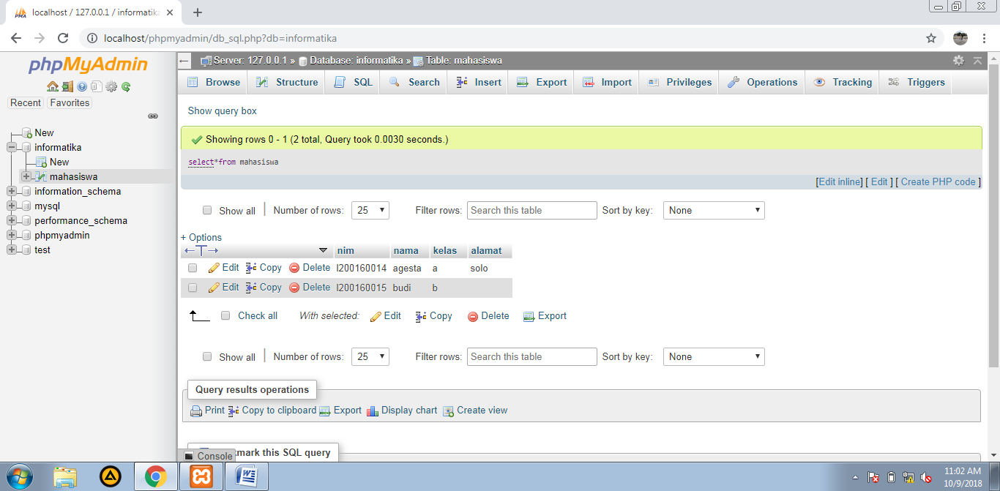 localhost / 127.0.0.1 / informatika
localhost/phpmyadmin/db_sql.php?db=informatika
phpMyAdmin
Recent Favorites
New
informatika
New
mahasiswa
information_schema
mysql
performance_schema
phpmyadmin
test
Server: 127.0.0.1 » Database: informatika » Table: mahasiswa
Browse Structure SQL Search Insert Export Import Privileges Operations Tracking Triggers
Show query box
Showing rows 0 - 1 (2 total, Query took 0.0030 seconds.)
select*from mahasiswa
[Edit inline] [ Edit ] [ Create PHP code ]
Show all | Number of rows: 25 Filter rows: Search this table Sort by key: None
+ Options
←T→ nim nama kelas alamat
Edit Copy Delete l200160014 agesta a solo
Edit Copy Delete l200160015 budi b
Check all With selected: Edit Copy Delete Export
Show all | Number of rows: 25 Filter rows: Search this table Sort by key: None
Query results operations
Print Copy to clipboard Export Display chart Create view
mark this SQL query
Console
11:02 AM
10/9/2018